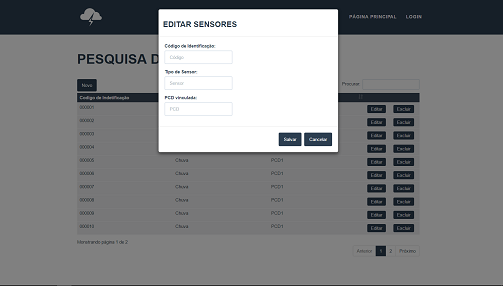 PÁGINA PRINCIPAL LOGIN
EDITAR SENSORES
Código de Identificação:
Codigo
Tipo de Sensor:
Sensor
PCD vinculada:
PCD
Salvar Cancelar
PESQUISA D
Novo Procurar
Codigo de Indetificação
000001 Editar Excluir
000002 Editar Excluir
000003 Editar Excluir
000004 Editar Excluir
000005 Chuva PCD1 Editar Excluir
000006 Chuva PCD1 Editar Excluir
000007 Chuva PCD1 Editar Excluir
000008 Chuva PCD1 Editar Excluir
000009 Chuva PCD1 Editar Excluir
000010 Chuva PCD1 Editar Excluir
Mostrando página 1 de 2
Anterior 1 2 Próximo